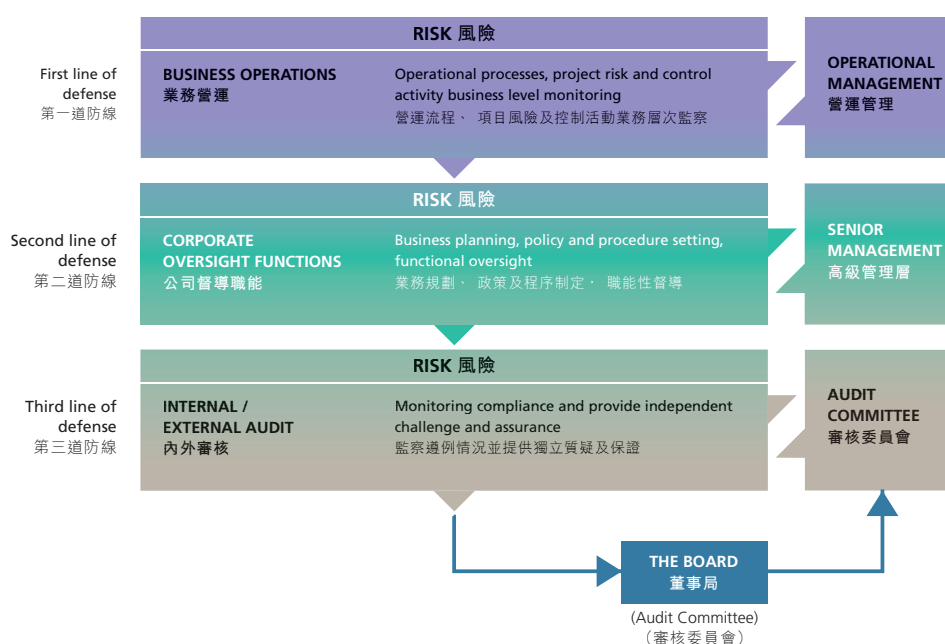 RISK 風險
First line of
defense
第一道防線
BUSINESS OPERATIONS
業務營運
Operational processes, project risk and control
activity business level monitoring
營運流程、 項目風險及控制活動業務層次監察
OPERATIONAL
MANAGEMENT
營運管理
RISK 風險
Second line of
defense
第二道防線
CORPORATE
OVERSIGHT FUNCTIONS
公司督導職能
Business planning, policy and procedure setting,
functional oversight
業務規劃、 政策及程序制定, 職能性督導
SENIOR
MANAGEMENT
高級管理層
RISK 風險
Third line of
defense
第三道防線
INTERNAL /
EXTERNAL AUDIT
內外審核
Monitoring compliance and provide independent
challenge and assurance
監察遵例情況並提供獨立質疑及保證
AUDIT
COMMITTEE
審核委員會
THE BOARD
董事局
(Audit Committee)
(審核委員會)